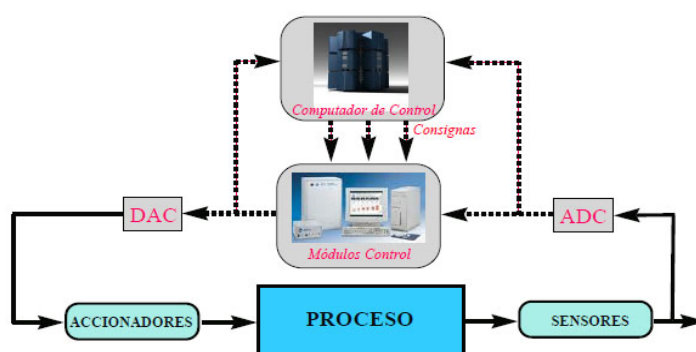 Computador de Control
Consignas
DAC
ADC
Módulos Control
ACCIONADORES
PROCESO
SENSORES